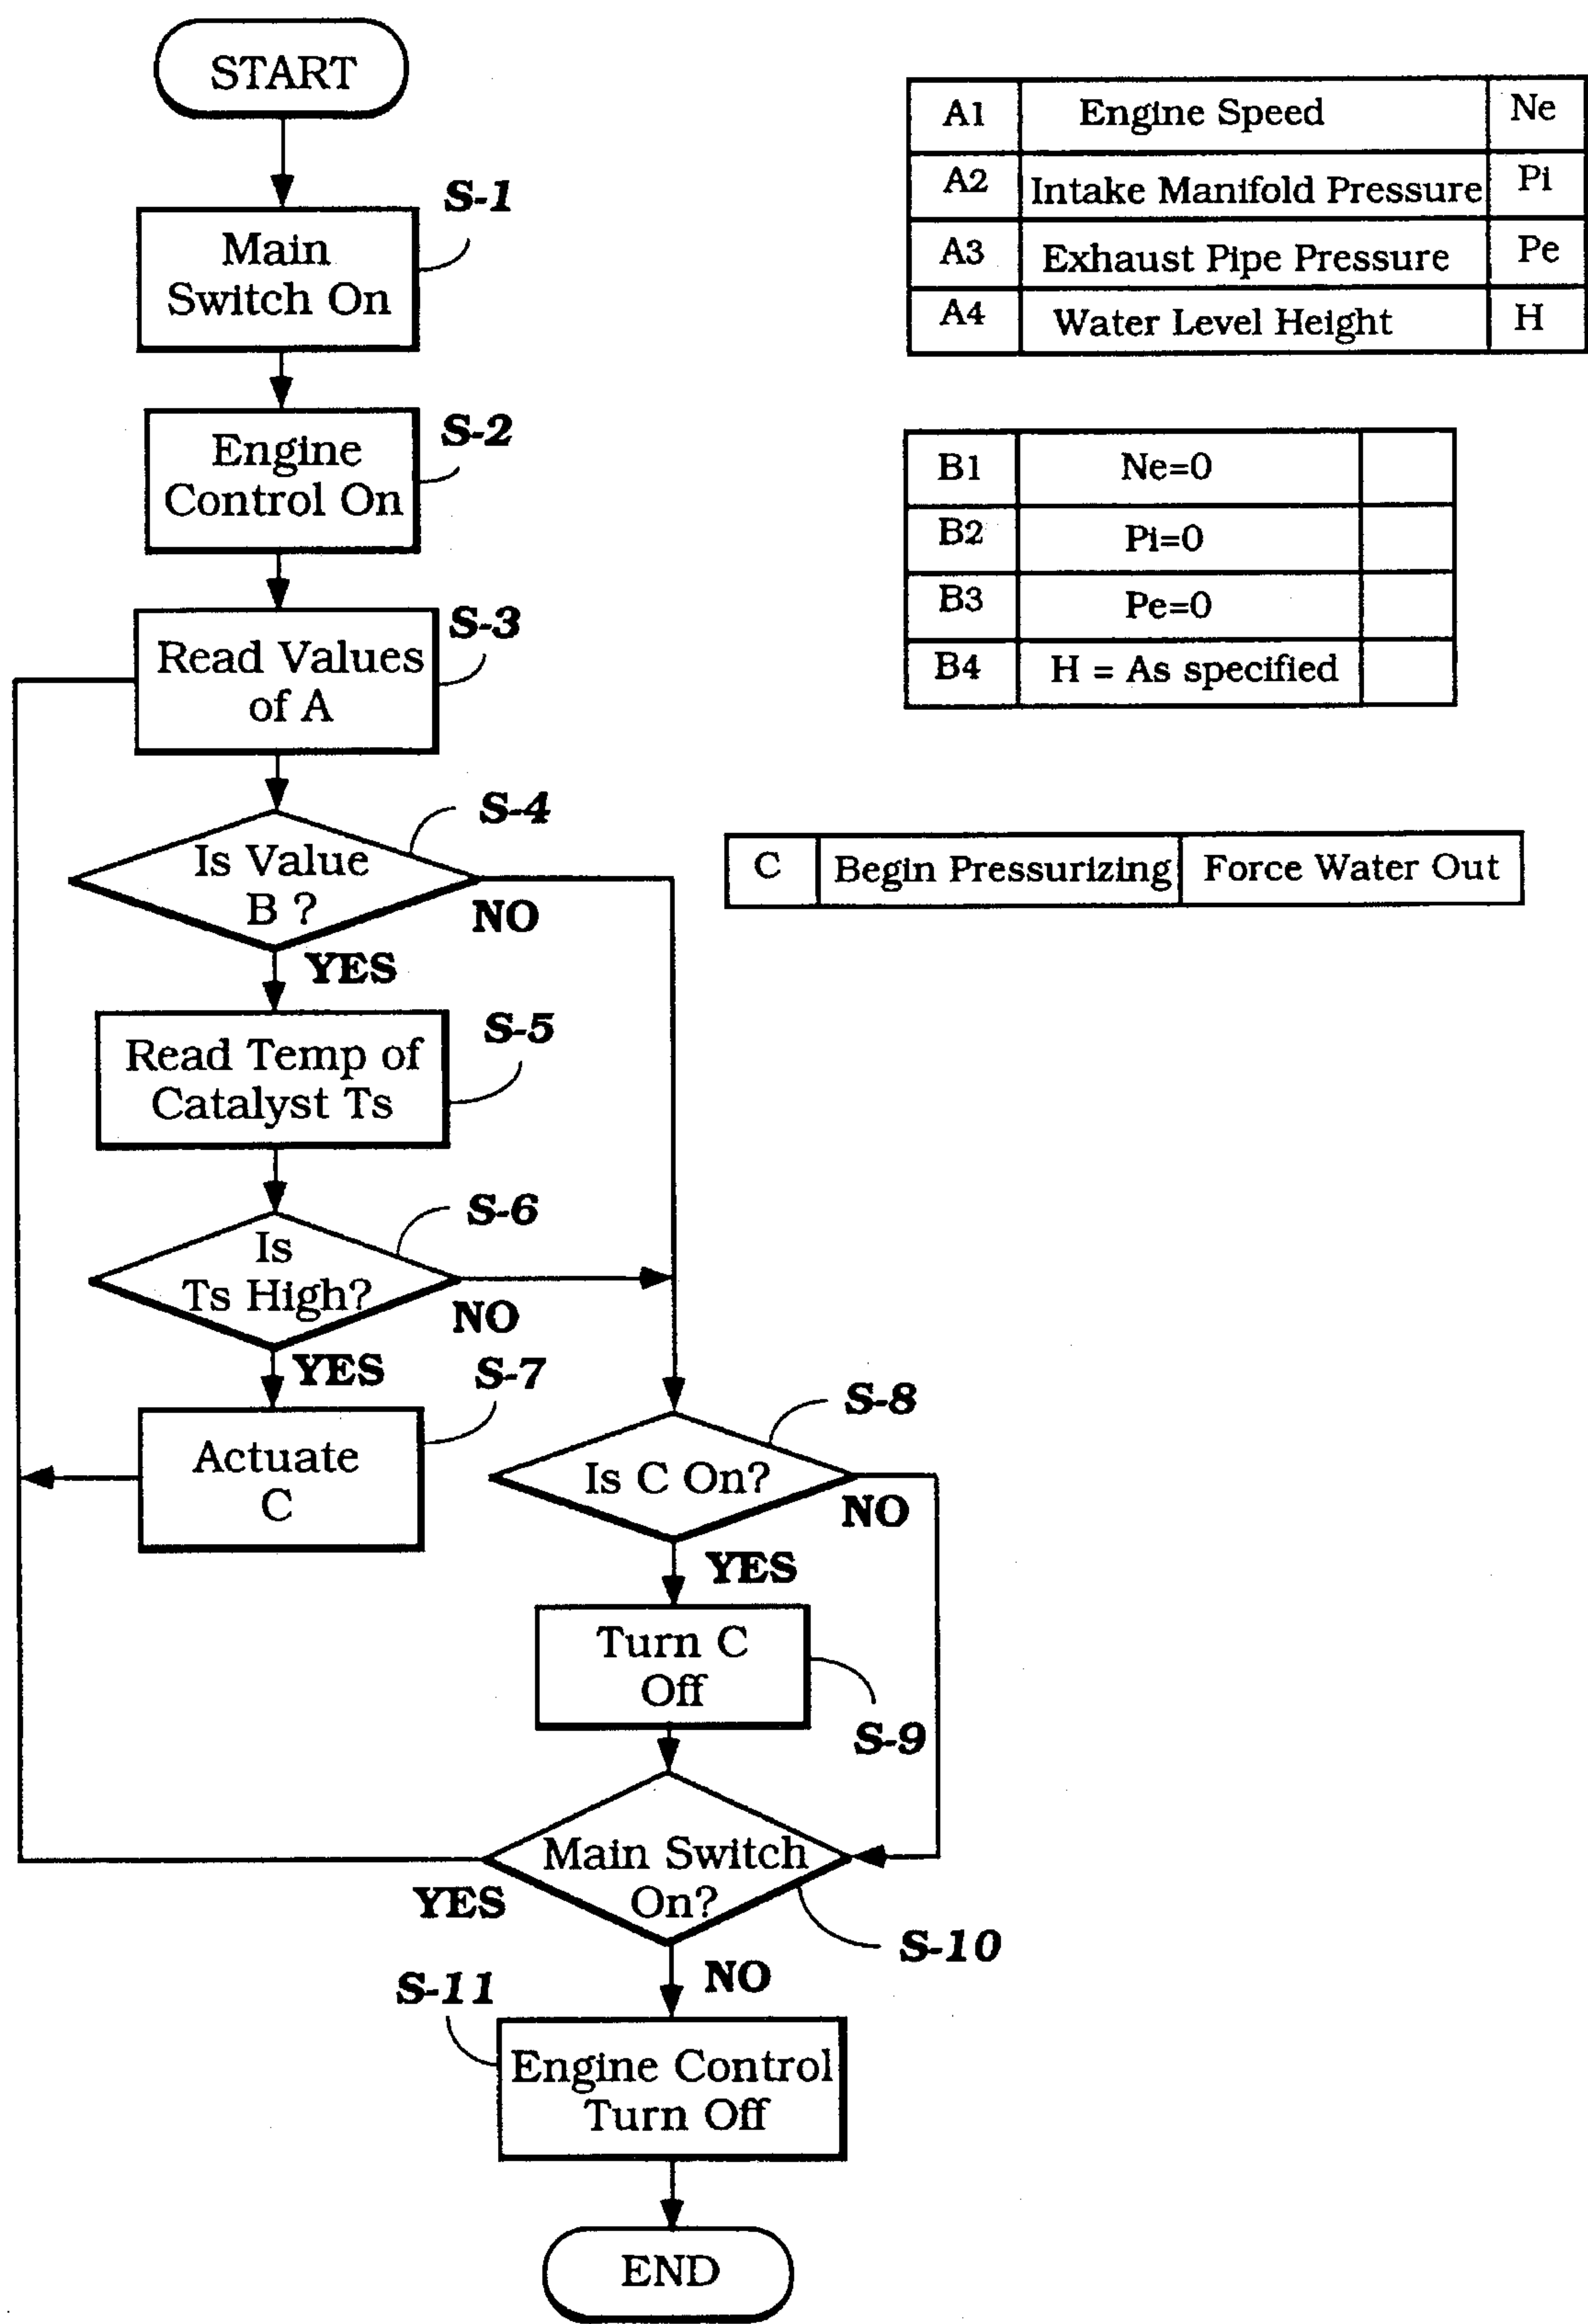 START
S-1
Main
Switch On
S-2
Engine
Control On
S-3
Read Values
of A
S-4
Is Value
B ?
NO
YES
S-5
Read Temp of
Catalyst Ts
S-6
Is
Ts High?
NO
YES
S-7
Actuate
C
S-8
Is C On?
NO
YES
Turn C
Off
S-9
Main Switch
On?
YES
S-10
NO
S-11
Engine Control
Turn Off
END
A1 Engine Speed Ne
A2 Intake Manifold Pressure Pi
A3 Exhaust Pipe Pressure Pe
A4 Water Level Height H
B1 Ne=0
B2 Pi=0
B3 Pe=0
B4 H = As specified
C Begin Pressurizing Force Water Out